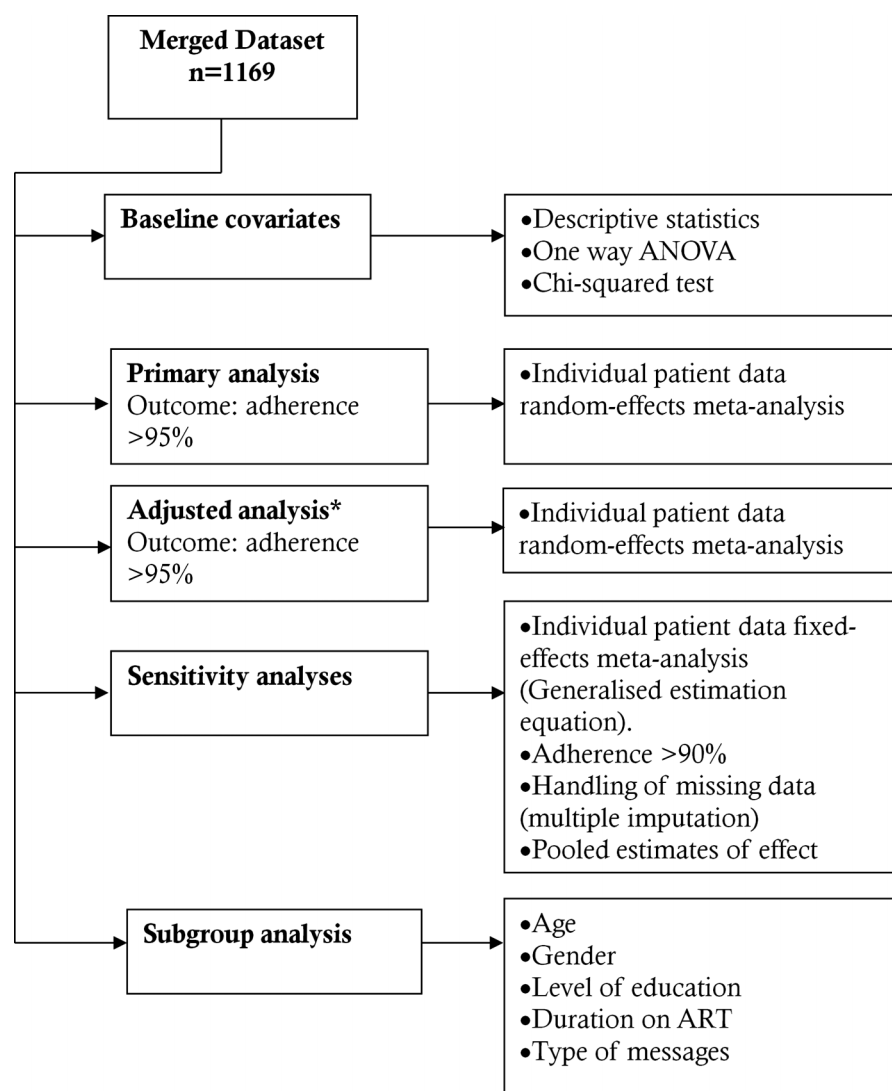 Merged Dataset
n=1169
Baseline covariates
•Descriptive statistics
•One way ANOVA
•Chi-squared test
Primary analysis
Outcome: adherence
>95%
•Individual patient data
random-effects meta-analysis
Adjusted analysis*
Outcome: adherence
>95%
•Individual patient data
random-effects meta-analysis
Sensitivity analyses
•Individual patient data fixed-
effects meta-analysis
(Generalised estimation
equation).
•Adherence >90%
•Handling of missing data
(multiple imputation)
•Pooled estimates of effect
Subgroup analysis
•Age
•Gender
•Level of education
•Duration on ART
•Type of messages